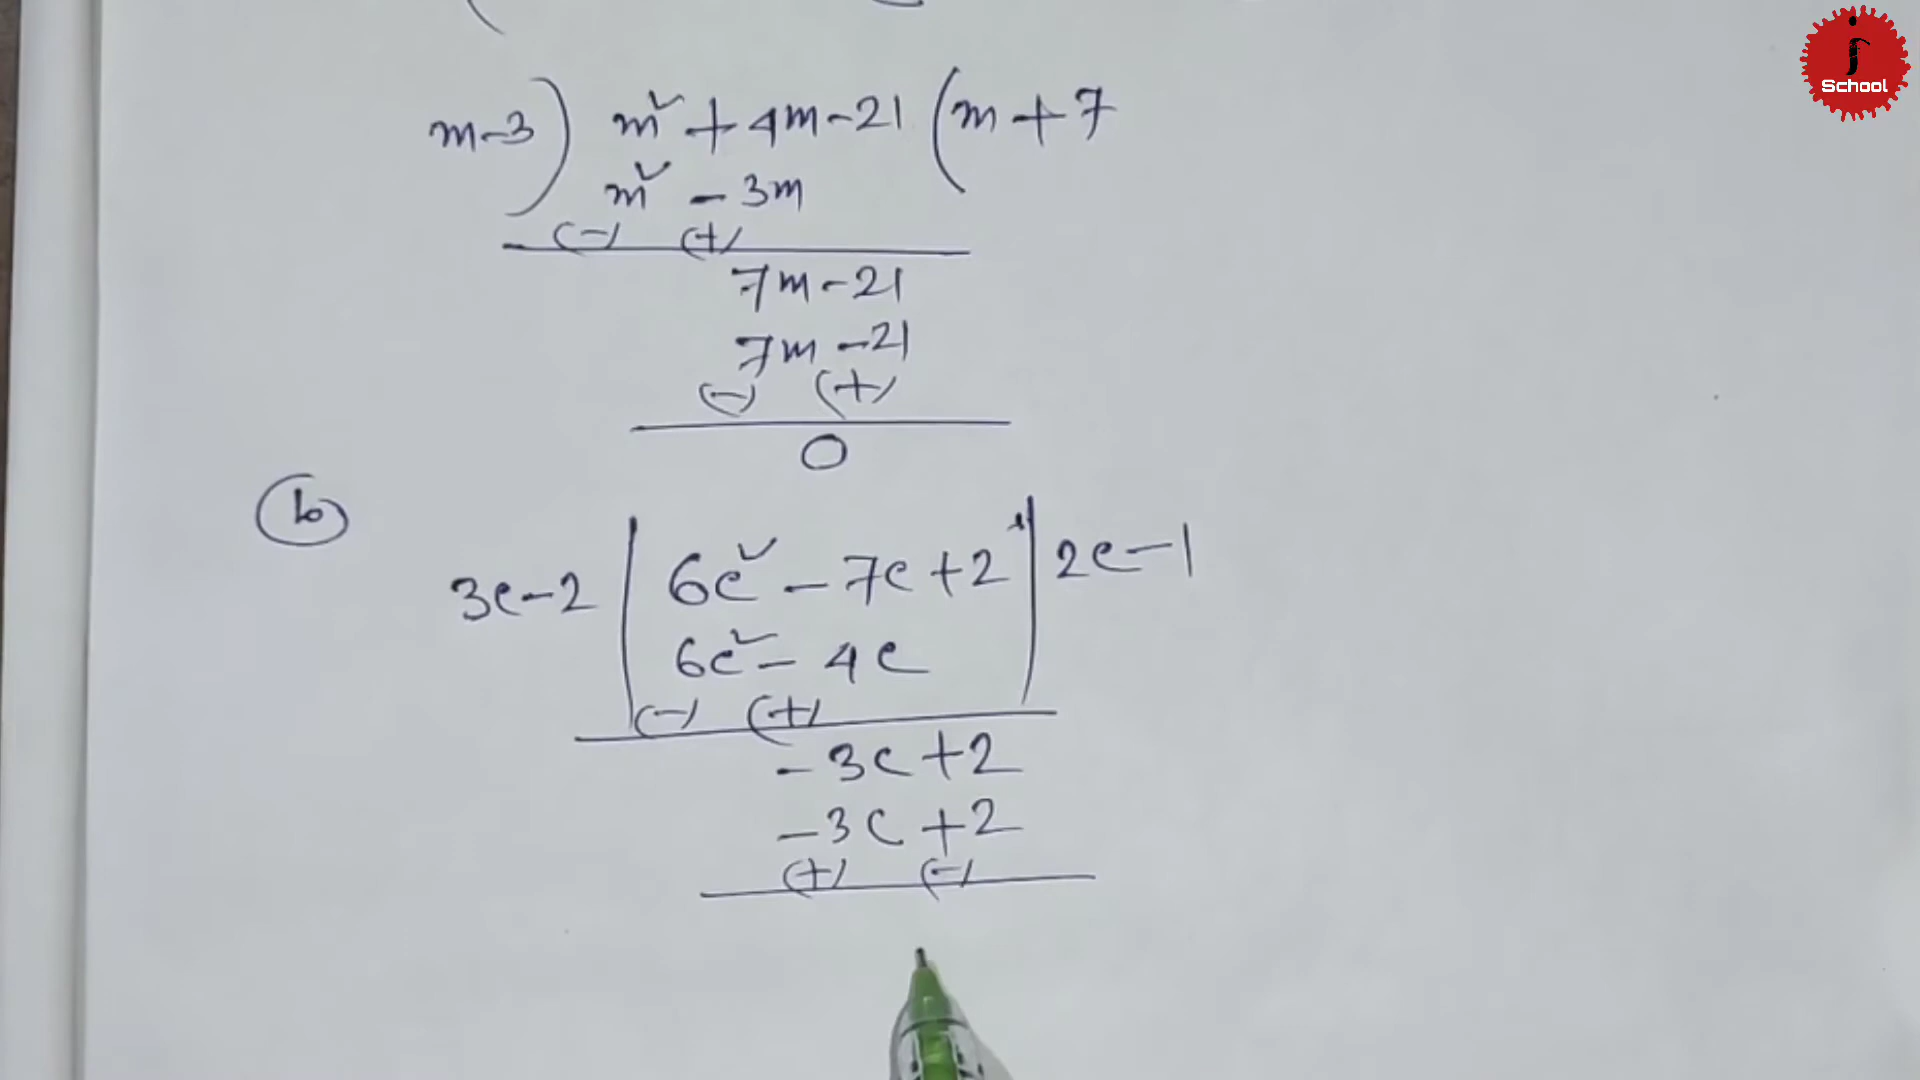 School
m-3) m² + 4m-21 (m + 7
m² - 3m
(-) (+)
7m-21
7m -21
(-) (+)
0
b
3c-2 | 6c² - 7c +2 | 2c-1
6c² - 4c
(-) (+)
-3c +2
-3c +2
(+) (-)